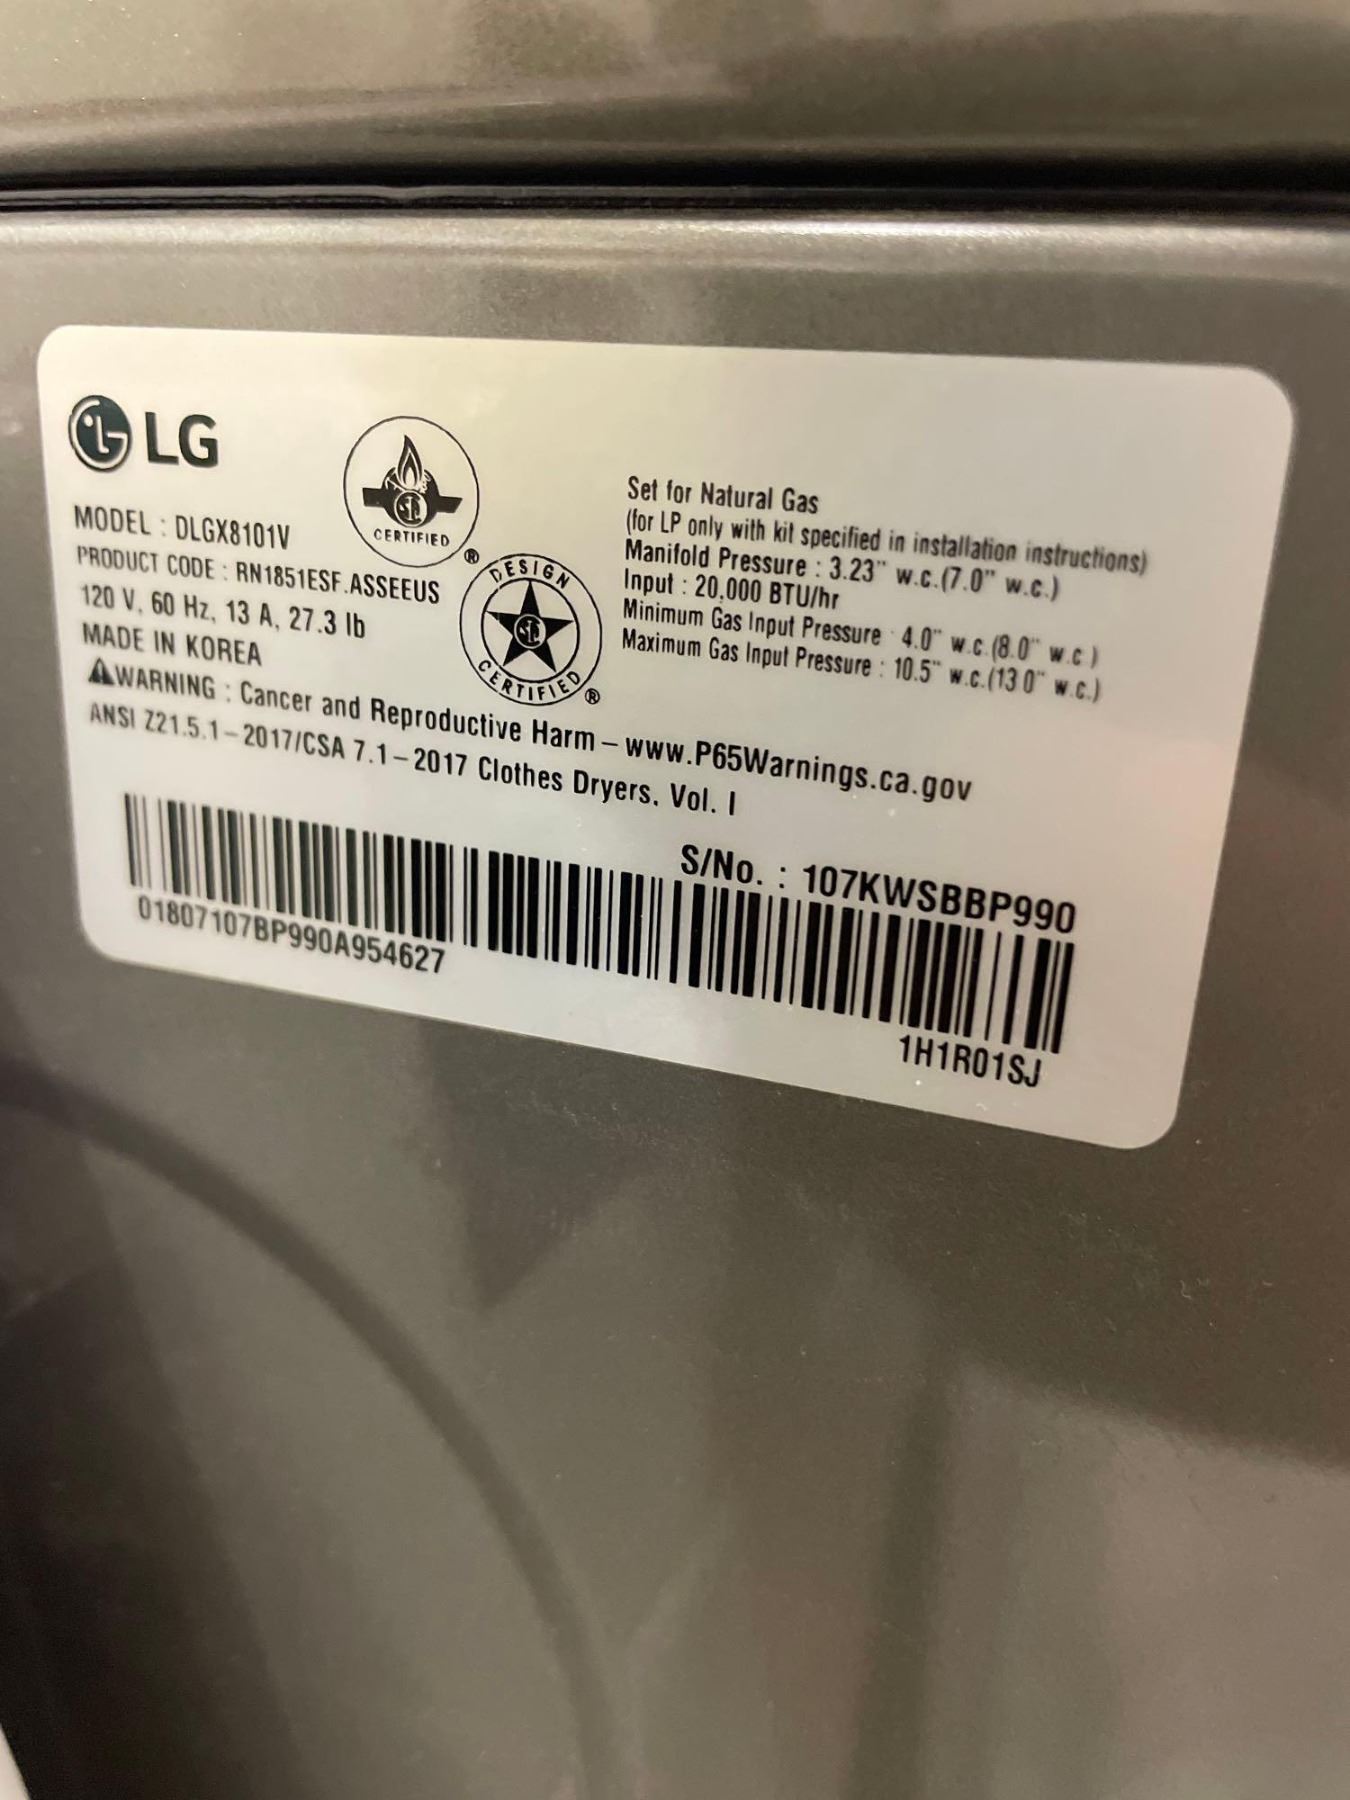 LG
MODEL : DLGX8101V
PRODUCT CODE : RN1851ESF.ASSEEUS
120 V, 60 Hz, 13 A, 27.3 lb
MADE IN KOREA
CERTIFIED ®
DESIGN
CERTIFIED ®
Set for Natural Gas
(for LP only with kit specified in installation instructions)
Manifold Pressure : 3.23" w.c.(7.0" w.c.)
Input : 20,000 BTU/hr
Minimum Gas Input Pressure : 4.0" w.c.(8.0" w.c.)
Maximum Gas Input Pressure : 10.5" w.c.(13.0" w.c.)
⚠WARNING : Cancer and Reproductive Harm – www.P65Warnings.ca.gov
ANSI Z21.5.1–2017/CSA 7.1–2017 Clothes Dryers, Vol. I
S/No. : 107KWSBBP990
01807107BP990A954627
1H1R01SJ